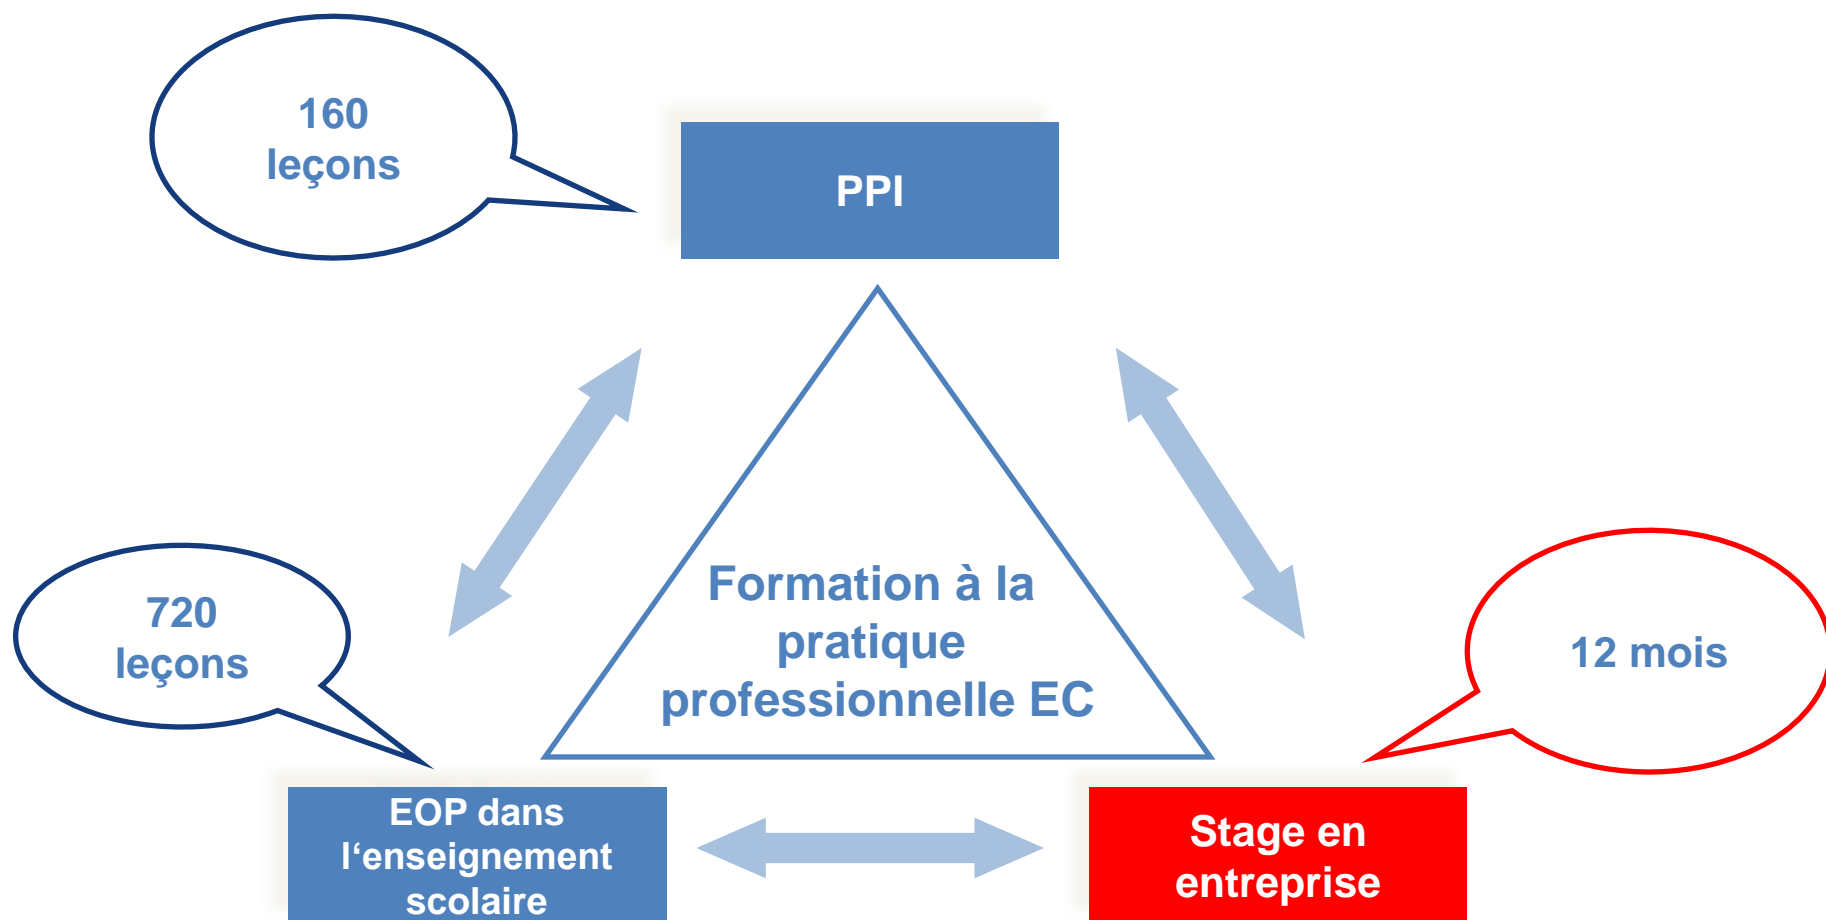 160
leçons
PPI
Formation à la
pratique
professionnelle EC
720
leçons
12 mois
EOP dans
l‘enseignement
scolaire
Stage en
entreprise